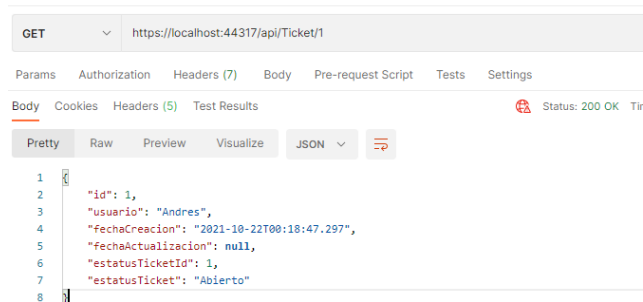 GET https://localhost:44317/api/Ticket/1
Params Authorization Headers (7) Body Pre-request Script Tests Settings
Body Cookies Headers (5) Test Results Status: 200 OK
Pretty Raw Preview Visualize JSON
1 {
2 "id": 1,
3 "usuario": "Andres",
4 "fechaCreacion": "2021-10-22T00:18:47.297",
5 "fechaActualizacion": null,
6 "estatusTicketId": 1,
7 "estatusTicket": "Abierto"
8 }